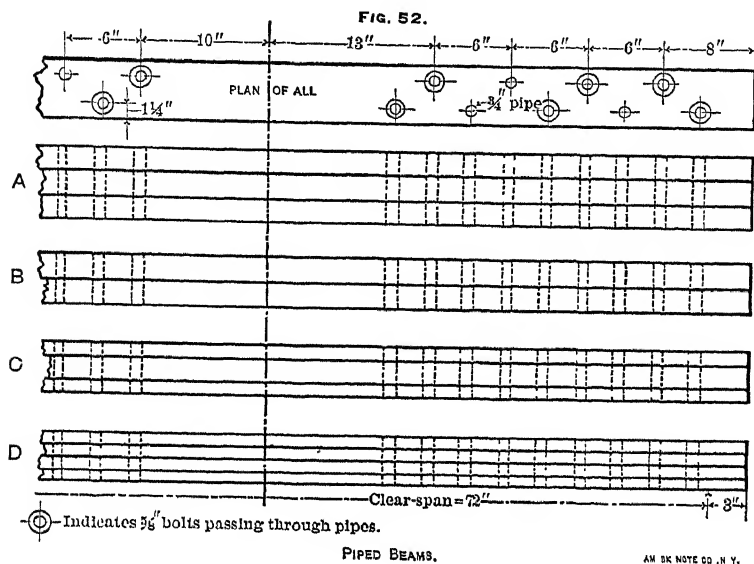 FIG. 52.
6" 10" 13" 6" 6" 6" 8"
PLAN OF ALL
1¼"
¾" pipe
A
B
C
D
Clear-span=72"
3"
Indicates ⅝" bolts passing through pipes.
PIPED BEAMS.
AM BK NOTE CO. N Y.